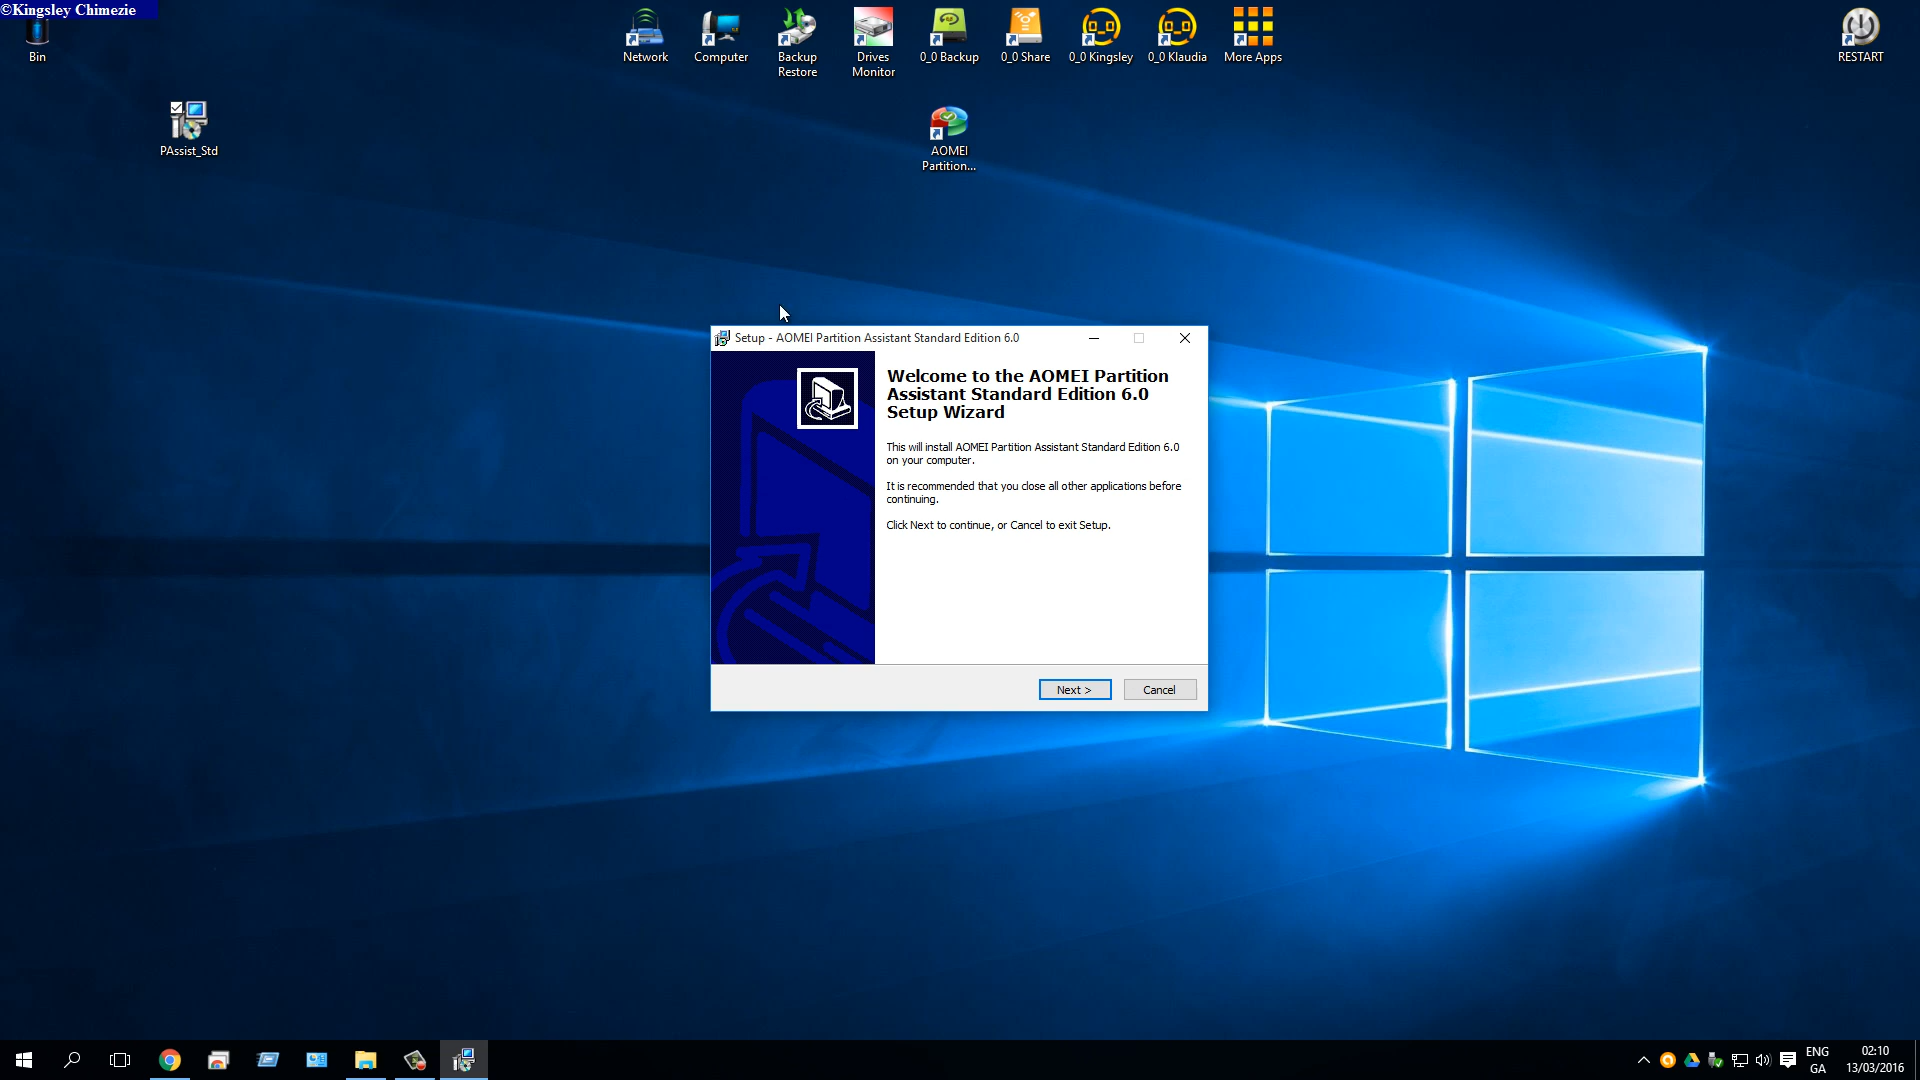 ©Kingsley Chimezie
Bin
Network
Computer
Backup
Restore
Drives
Monitor
0_0 Backup
0_0 Share
0_0 Kingsley
0_0 Klaudia
More Apps
RESTART
PAssist_Std
AOMEI
Partition...
Setup - AOMEI Partition Assistant Standard Edition 6.0
Welcome to the AOMEI Partition
Assistant Standard Edition 6.0
Setup Wizard
This will install AOMEI Partition Assistant Standard Edition 6.0
on your computer.
It is recommended that you close all other applications before
continuing.
Click Next to continue, or Cancel to exit Setup.
Next >
Cancel
ENG
GA
02:10
13/03/2016